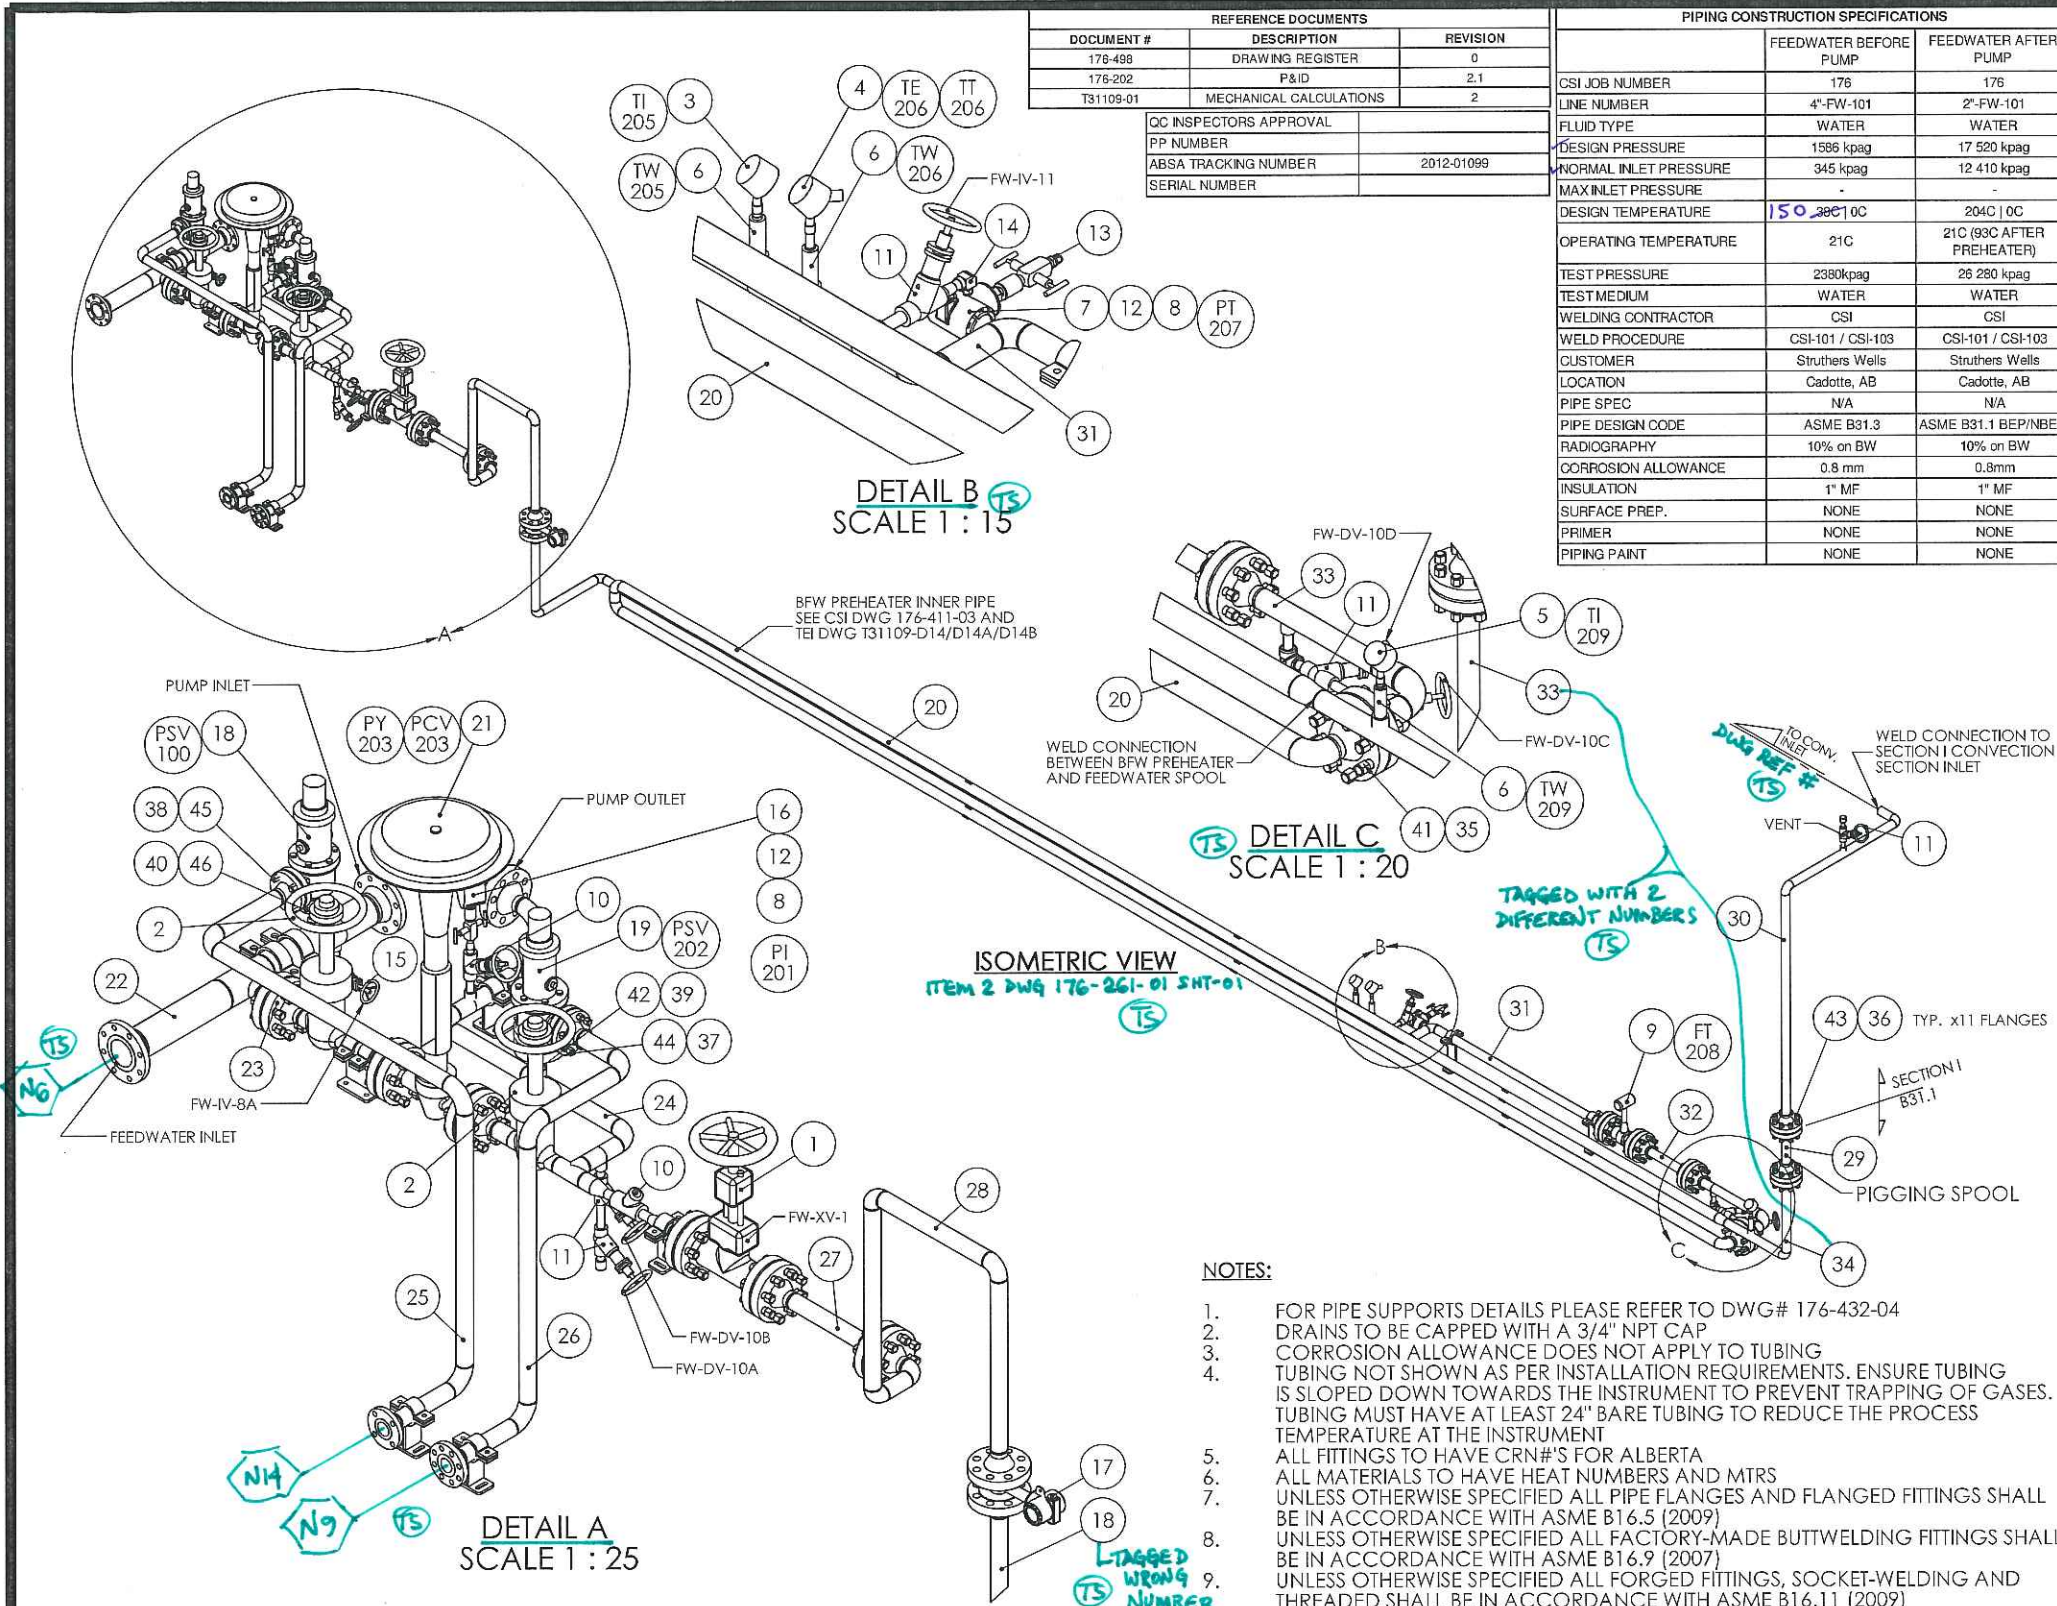 REFERENCE DOCUMENTS
DOCUMENT # DESCRIPTION REVISION
176-498 DRAWING REGISTER 0
176-202 P&ID 2.1
T31109-01 MECHANICAL CALCULATIONS 2
QC INSPECTORS APPROVAL
PP NUMBER
ABSA TRACKING NUMBER 2012-01099
SERIAL NUMBER
PIPING CONSTRUCTION SPECIFICATIONS
FEEDWATER BEFORE PUMP FEEDWATER AFTER PUMP
CSI JOB NUMBER 176 176
LINE NUMBER 4"-FW-101 2"-FW-101
FLUID TYPE WATER WATER
DESIGN PRESSURE 1586 kpag 17 520 kpag
NORMAL INLET PRESSURE 345 kpag 12 410 kpag
MAX INLET PRESSURE - -
DESIGN TEMPERATURE 150 38C | 0C 204C | 0C
OPERATING TEMPERATURE 21C 21C (93C AFTER PREHEATER)
TEST PRESSURE 2380kpag 26 280 kpag
TEST MEDIUM WATER WATER
WELDING CONTRACTOR CSI CSI
WELD PROCEDURE CSI-101 / CSI-103 CSI-101 / CSI-103
CUSTOMER Struthers Wells Struthers Wells
LOCATION Cadotte, AB Cadotte, AB
PIPE SPEC N/A N/A
PIPE DESIGN CODE ASME B31.3 ASME B31.1 BEP/NBE
RADIOGRAPHY 10% on BW 10% on BW
CORROSION ALLOWANCE 0.8 mm 0.8mm
INSULATION 1" MF 1" MF
SURFACE PREP. NONE NONE
PRIMER NONE NONE
PIPING PAINT NONE NONE
TI 205
3
4
TE 206
TT 206
TW 205
6
6
TW 206
FW-IV-11
11
14
13
7
12
8
PT 207
20
31
DETAIL B TS
SCALE 1 : 15
A
BFW PREHEATER INNER PIPE
SEE CSI DWG 176-411-03 AND
TEI DWG T31109-D14/D14A/D14B
20
FW-DV-10D
33
11
5
TI 209
33
20
FW-DV-10C
WELD CONNECTION
BETWEEN BFW PREHEATER
AND FEEDWATER SPOOL
6
TW 209
41
35
TS DETAIL C
SCALE 1 : 20
TO CONV. INLET
DWG REF #
TS
WELD CONNECTION TO
SECTION I CONVECTION
SECTION INLET
VENT
11
TAGGED WITH 2
DIFFERENT NUMBERS
TS
30
PUMP INLET
PSV 100
18
PY 203
PCV 203
21
PUMP OUTLET
38
45
40
46
2
16
12
8
PI 201
10
19
PSV 202
15
22
42
39
44
37
23
FW-IV-8A
TS
N6
FEEDWATER INLET
24
2
10
1
11
FW-XV-1
28
27
25
26
FW-DV-10B
FW-DV-10A
N14
N9
TS
DETAIL A
SCALE 1 : 25
17
18
TAGGED
WRONG
NUMBER
TS
ISOMETRIC VIEW
ITEM 2 DWG 176-261-01 SHT-01
TS
B
31
9
FT 208
32
43
36
TYP. x11 FLANGES
SECTION I
B31.1
29
PIGGING SPOOL
C
34
NOTES:
1. FOR PIPE SUPPORTS DETAILS PLEASE REFER TO DWG# 176-432-04
2. DRAINS TO BE CAPPED WITH A 3/4" NPT CAP
3. CORROSION ALLOWANCE DOES NOT APPLY TO TUBING
4. TUBING NOT SHOWN AS PER INSTALLATION REQUIREMENTS. ENSURE TUBING
IS SLOPED DOWN TOWARDS THE INSTRUMENT TO PREVENT TRAPPING OF GASES.
TUBING MUST HAVE AT LEAST 24" BARE TUBING TO REDUCE THE PROCESS
TEMPERATURE AT THE INSTRUMENT
5. ALL FITTINGS TO HAVE CRN#'S FOR ALBERTA
6. ALL MATERIALS TO HAVE HEAT NUMBERS AND MTRS
7. UNLESS OTHERWISE SPECIFIED ALL PIPE FLANGES AND FLANGED FITTINGS SHALL
BE IN ACCORDANCE WITH ASME B16.5 (2009)
8. UNLESS OTHERWISE SPECIFIED ALL FACTORY-MADE BUTTWELDING FITTINGS SHALL
BE IN ACCORDANCE WITH ASME B16.9 (2007)
9. UNLESS OTHERWISE SPECIFIED ALL FORGED FITTINGS, SOCKET-WELDING AND
THREADED SHALL BE IN ACCORDANCE WITH ASME B16.11 (2009)